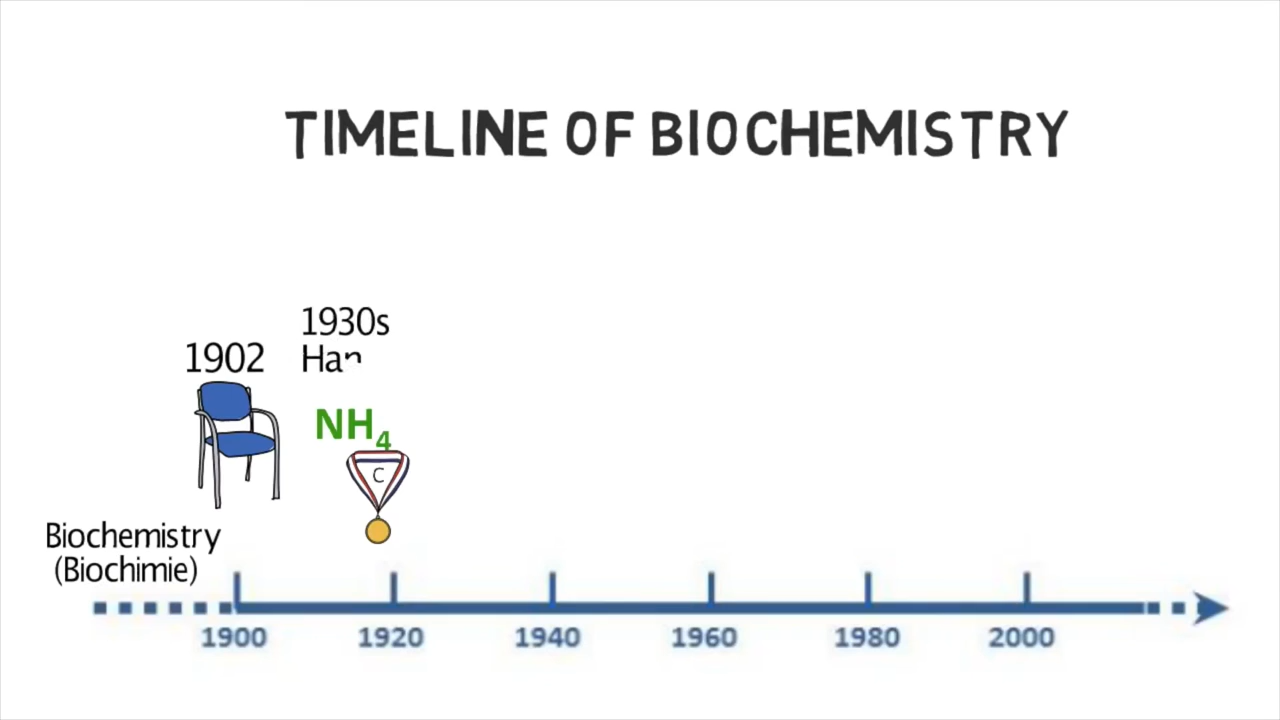 TIMELINE OF BIOCHEMISTRY
1930s
1902
NH4
C
Biochemistry
(Biochimie)
1900 1920 1940 1960 1980 2000